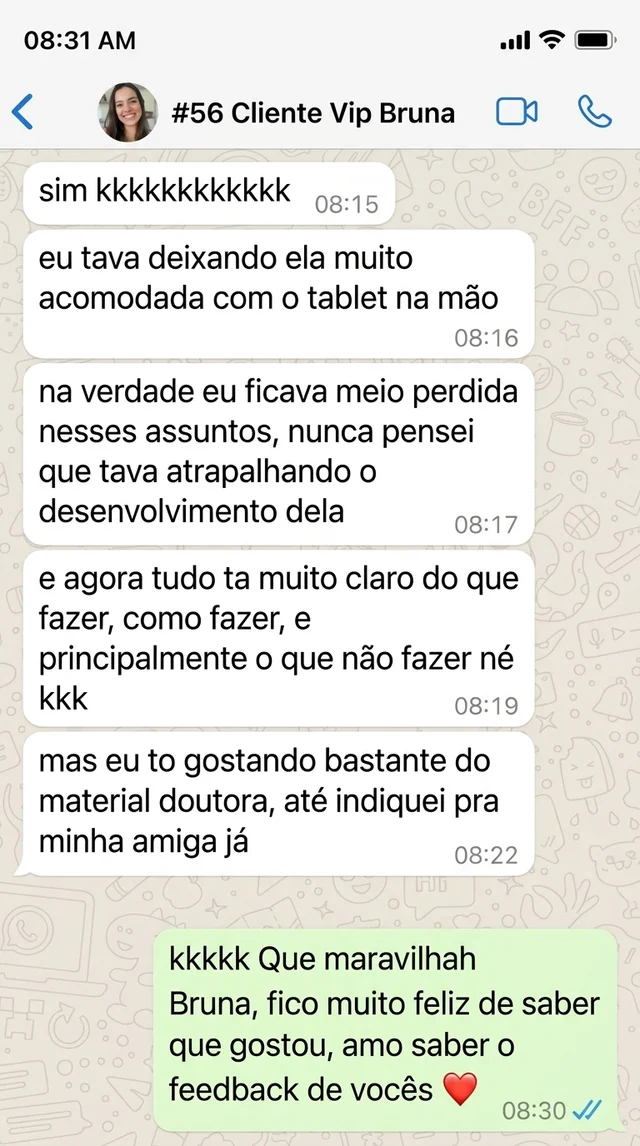 08:31 AM
#56 Cliente Vip Bruna
sim kkkkkkkkkkkk 08:15
eu tava deixando ela muito
acomodada com o tablet na mão
08:16
na verdade eu ficava meio perdida
nesses assuntos, nunca pensei
que tava atrapalhando o
desenvolvimento dela 08:17
e agora tudo ta muito claro do que
fazer, como fazer, e
principalmente o que não fazer né
kkk 08:19
mas eu to gostando bastante do
material doutora, até indiquei pra
minha amiga já 08:22
kkkkk Que maravilhah
Bruna, fico muito feliz de saber
que gostou, amo saber o
feedback de vocês ❤️ 08:30
BFF
HI